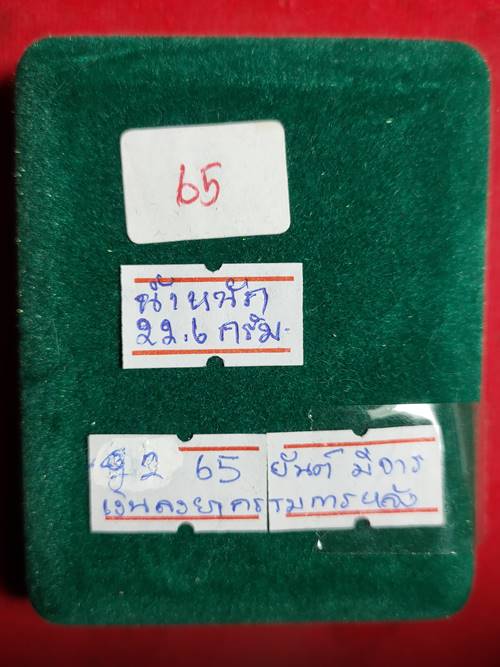 65
น้ำหนัก
22.6 กรัม.
2 65 ยันต์ มีจาร
เงินลงยากรรมการหลัง